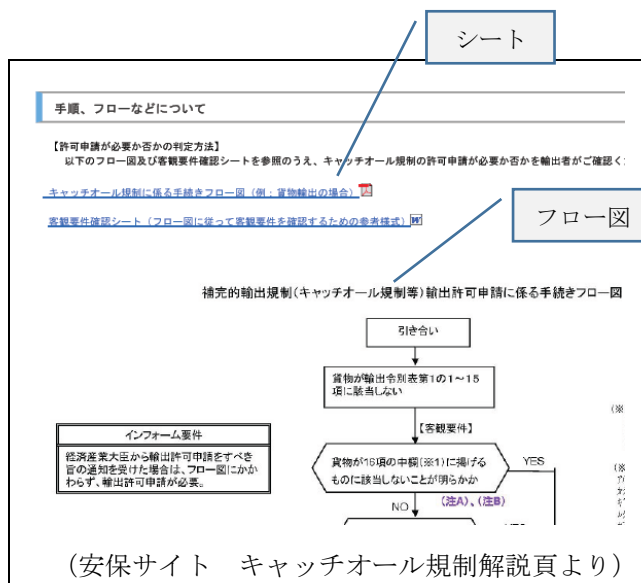 シート
手順、フローなどについて
【許可申請が必要か否かの判定方法】
以下のフロー図及び客観要件確認シートを参照のうえ、キャッチオール規制の許可申請が必要か否かを輸出者がご確認く
キャッチオール規制に係る手続きフロー図（例：貨物輸出の場合）
客観要件確認シート（フロー図に従って客観要件を確認するための参考様式）
フロー図
補完的輸出規制（キャッチオール規制等）輸出許可申請に係る手続きフロー図
引き合い
貨物が輸出令別表第1の1～15
項に該当しない
【客観要件】
インフォーム要件
経済産業大臣から輸出許可申請をすべき
旨の通知を受けた場合は、フロー図にかか
わらず、輸出許可申請が必要。
貨物が16項の中欄（※1）に掲げる
ものに該当しないことが明らかか
YES
NO
（注A）、（注B）
（安保サイト　キャッチオール規制解説頁より）